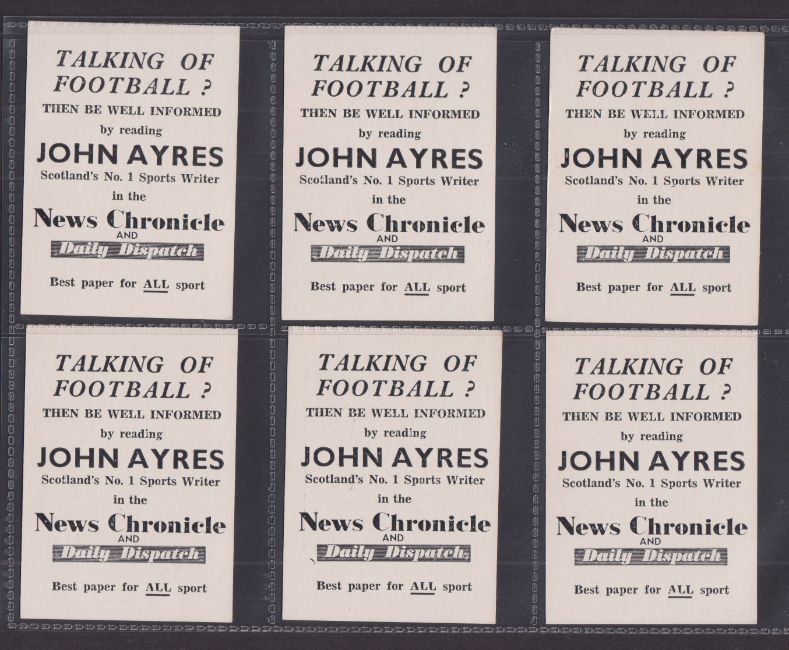 TALKING OF
FOOTBALL ?
THEN BE WELL INFORMED
by reading
JOHN AYRES
Scotland's No. 1 Sports Writer
in the
News Chronicle
AND
Daily Dispatch
Best paper for ALL sport
TALKING OF
FOOTBALL ?
THEN BE WELL INFORMED
by reading
JOHN AYRES
Scotland's No. 1 Sports Writer
in the
News Chronicle
AND
Daily Dispatch
Best paper for ALL sport
TALKING OF
FOOTBALL ?
THEN BE WELL INFORMED
by reading
JOHN AYRES
Scotland's No. 1 Sports Writer
in the
News Chronicle
AND
Daily Dispatch
Best paper for ALL sport
TALKING OF
FOOTBALL ?
THEN BE WELL INFORMED
by reading
JOHN AYRES
Scotland's No. 1 Sports Writer
in the
News Chronicle
AND
Daily Dispatch
Best paper for ALL sport
TALKING OF
FOOTBALL ?
THEN BE WELL INFORMED
by reading
JOHN AYRES
Scotland's No. 1 Sports Writer
in the
News Chronicle
AND
Daily Dispatch
Best paper for ALL sport
TALKING OF
FOOTBALL ?
THEN BE WELL INFORMED
by reading
JOHN AYRES
Scotland's No. 1 Sports Writer
in the
News Chronicle
AND
Daily Dispatch
Best paper for ALL sport